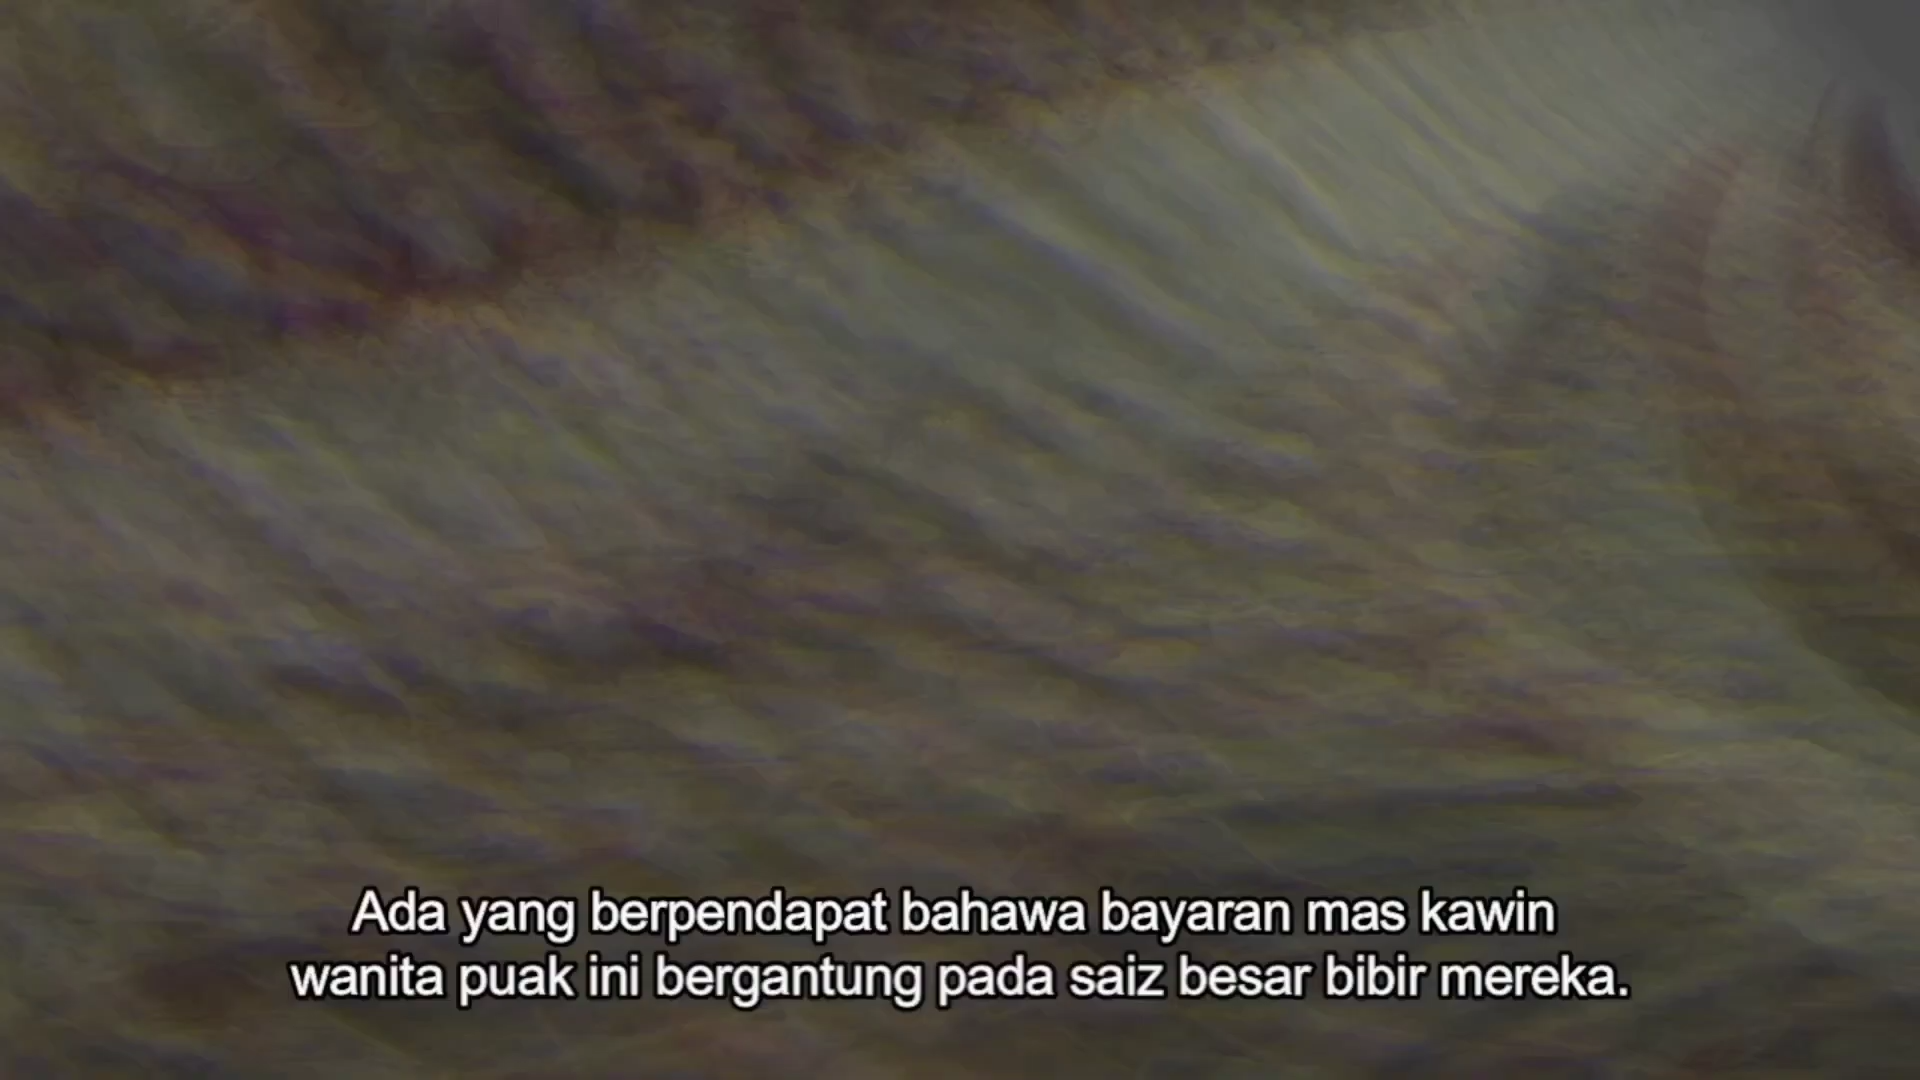 Ada yang berpendapat bahawa bayaran mas kawin
wanita puak ini bergantung pada saiz besar bibir mereka.